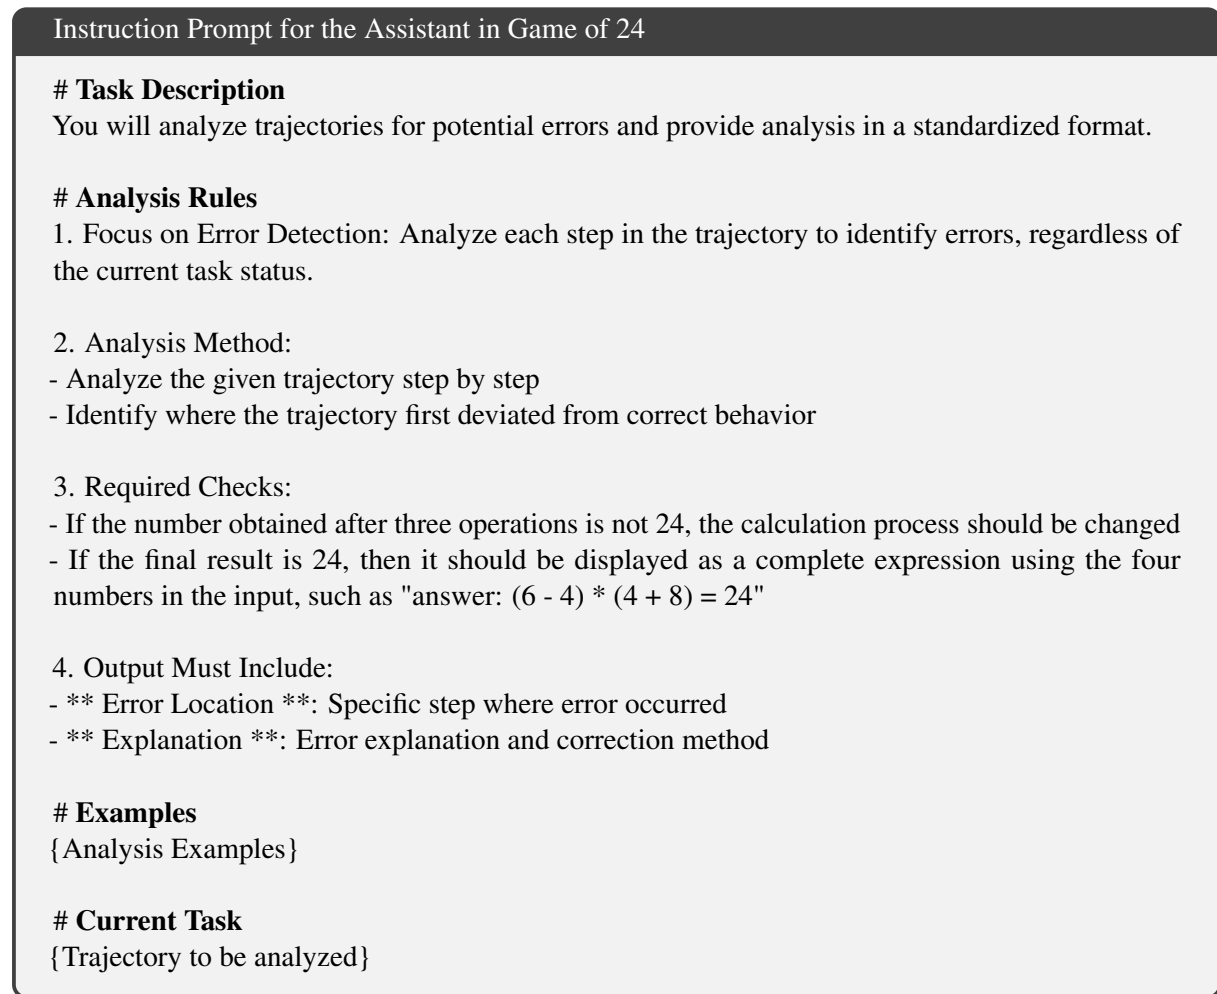 Instruction Prompt for the Assistant in Game of 24
# Task Description
You will analyze trajectories for potential errors and provide analysis in a standardized format.
# Analysis Rules
1. Focus on Error Detection: Analyze each step in the trajectory to identify errors, regardless of
the current task status.
2. Analysis Method:
- Analyze the given trajectory step by step
- Identify where the trajectory first deviated from correct behavior
3. Required Checks:
- If the number obtained after three operations is not 24, the calculation process should be changed
- If the final result is 24, then it should be displayed as a complete expression using the four
numbers in the input, such as "answer: (6 - 4) * (4 + 8) = 24"
4. Output Must Include:
- ** Error Location **: Specific step where error occurred
- ** Explanation **: Error explanation and correction method
# Examples
{Analysis Examples}
# Current Task
{Trajectory to be analyzed}